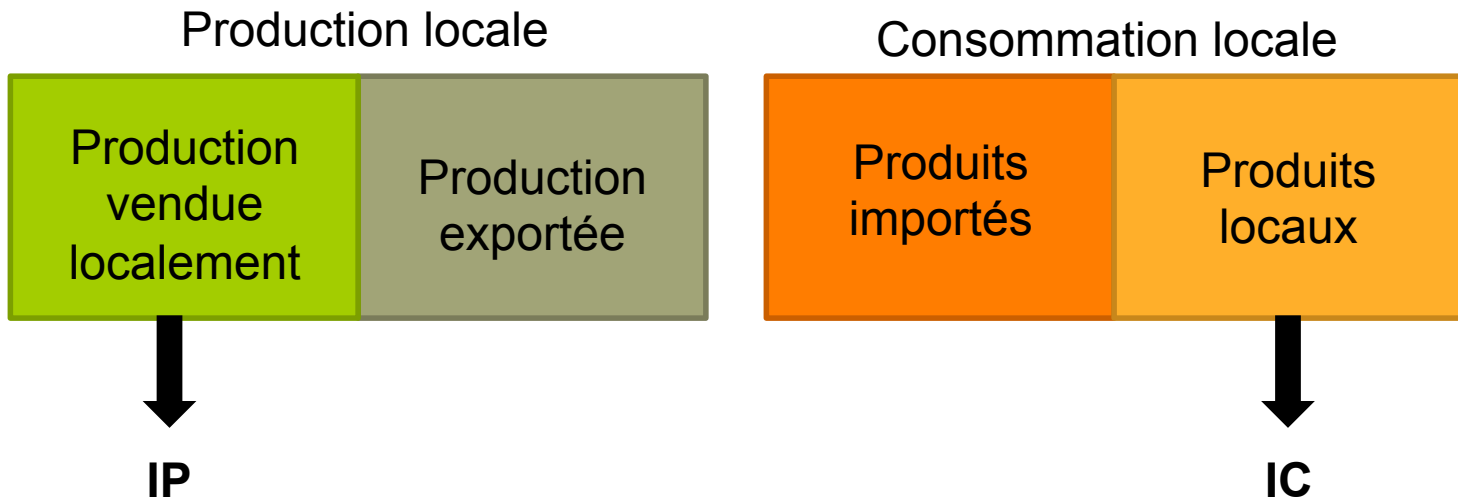 Production locale
Production
vendue
localement
Production
exportée
IP
Consommation locale
Produits
importés
Produits
locaux
IC